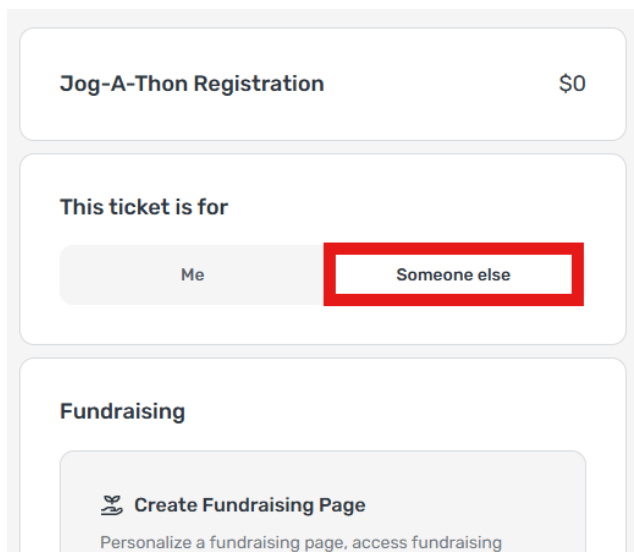 Jog-A-Thon Registration $0
This ticket is for
Me Someone else
Fundraising
Create Fundraising Page
Personalize a fundraising page, access fundraising